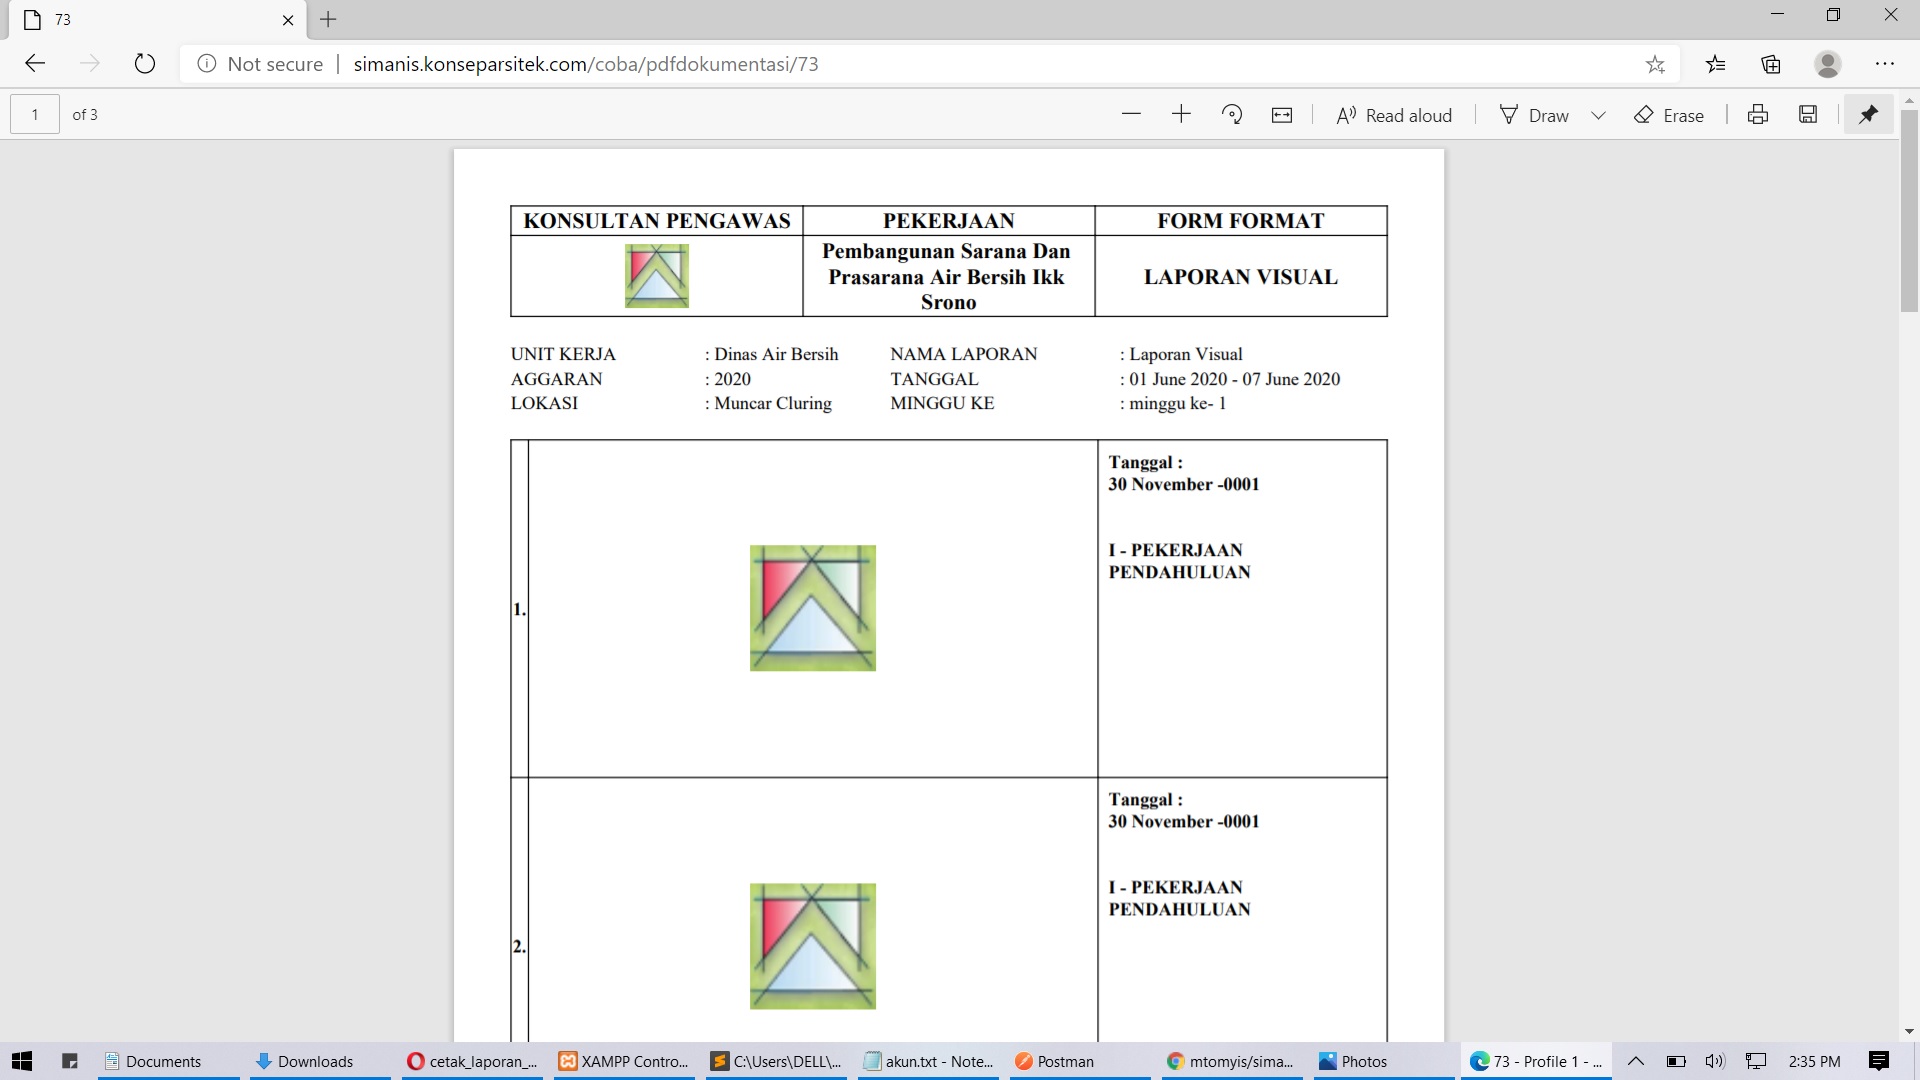 73
Not secure
simanis.konseparsitek.com/coba/pdfdokumentasi/73
1 of 3
Read aloud
Draw
Erase
KONSULTAN PENGAWAS PEKERJAAN FORM FORMAT
Pembangunan Sarana Dan
Prasarana Air Bersih Ikk
Srono
LAPORAN VISUAL
UNIT KERJA : Dinas Air Bersih NAMA LAPORAN : Laporan Visual
AGGARAN : 2020 TANGGAL : 01 June 2020 - 07 June 2020
LOKASI : Muncar Cluring MINGGU KE : minggu ke- 1
1.
Tanggal :
30 November -0001
I - PEKERJAAN
PENDAHULUAN
2.
Tanggal :
30 November -0001
I - PEKERJAAN
PENDAHULUAN
Documents
Downloads
cetak_laporan_...
XAMPP Contro...
C:\Users\DELL\...
akun.txt - Note...
Postman
mtomyis/sima...
Photos
73 - Profile 1 - ...
2:35 PM